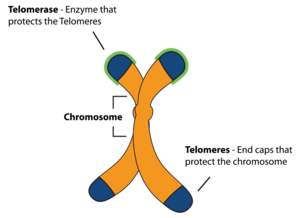 Telomerase - Enzyme that
protects the Telomeres
Chromosome
Telomeres - End caps that
protect the chromosome